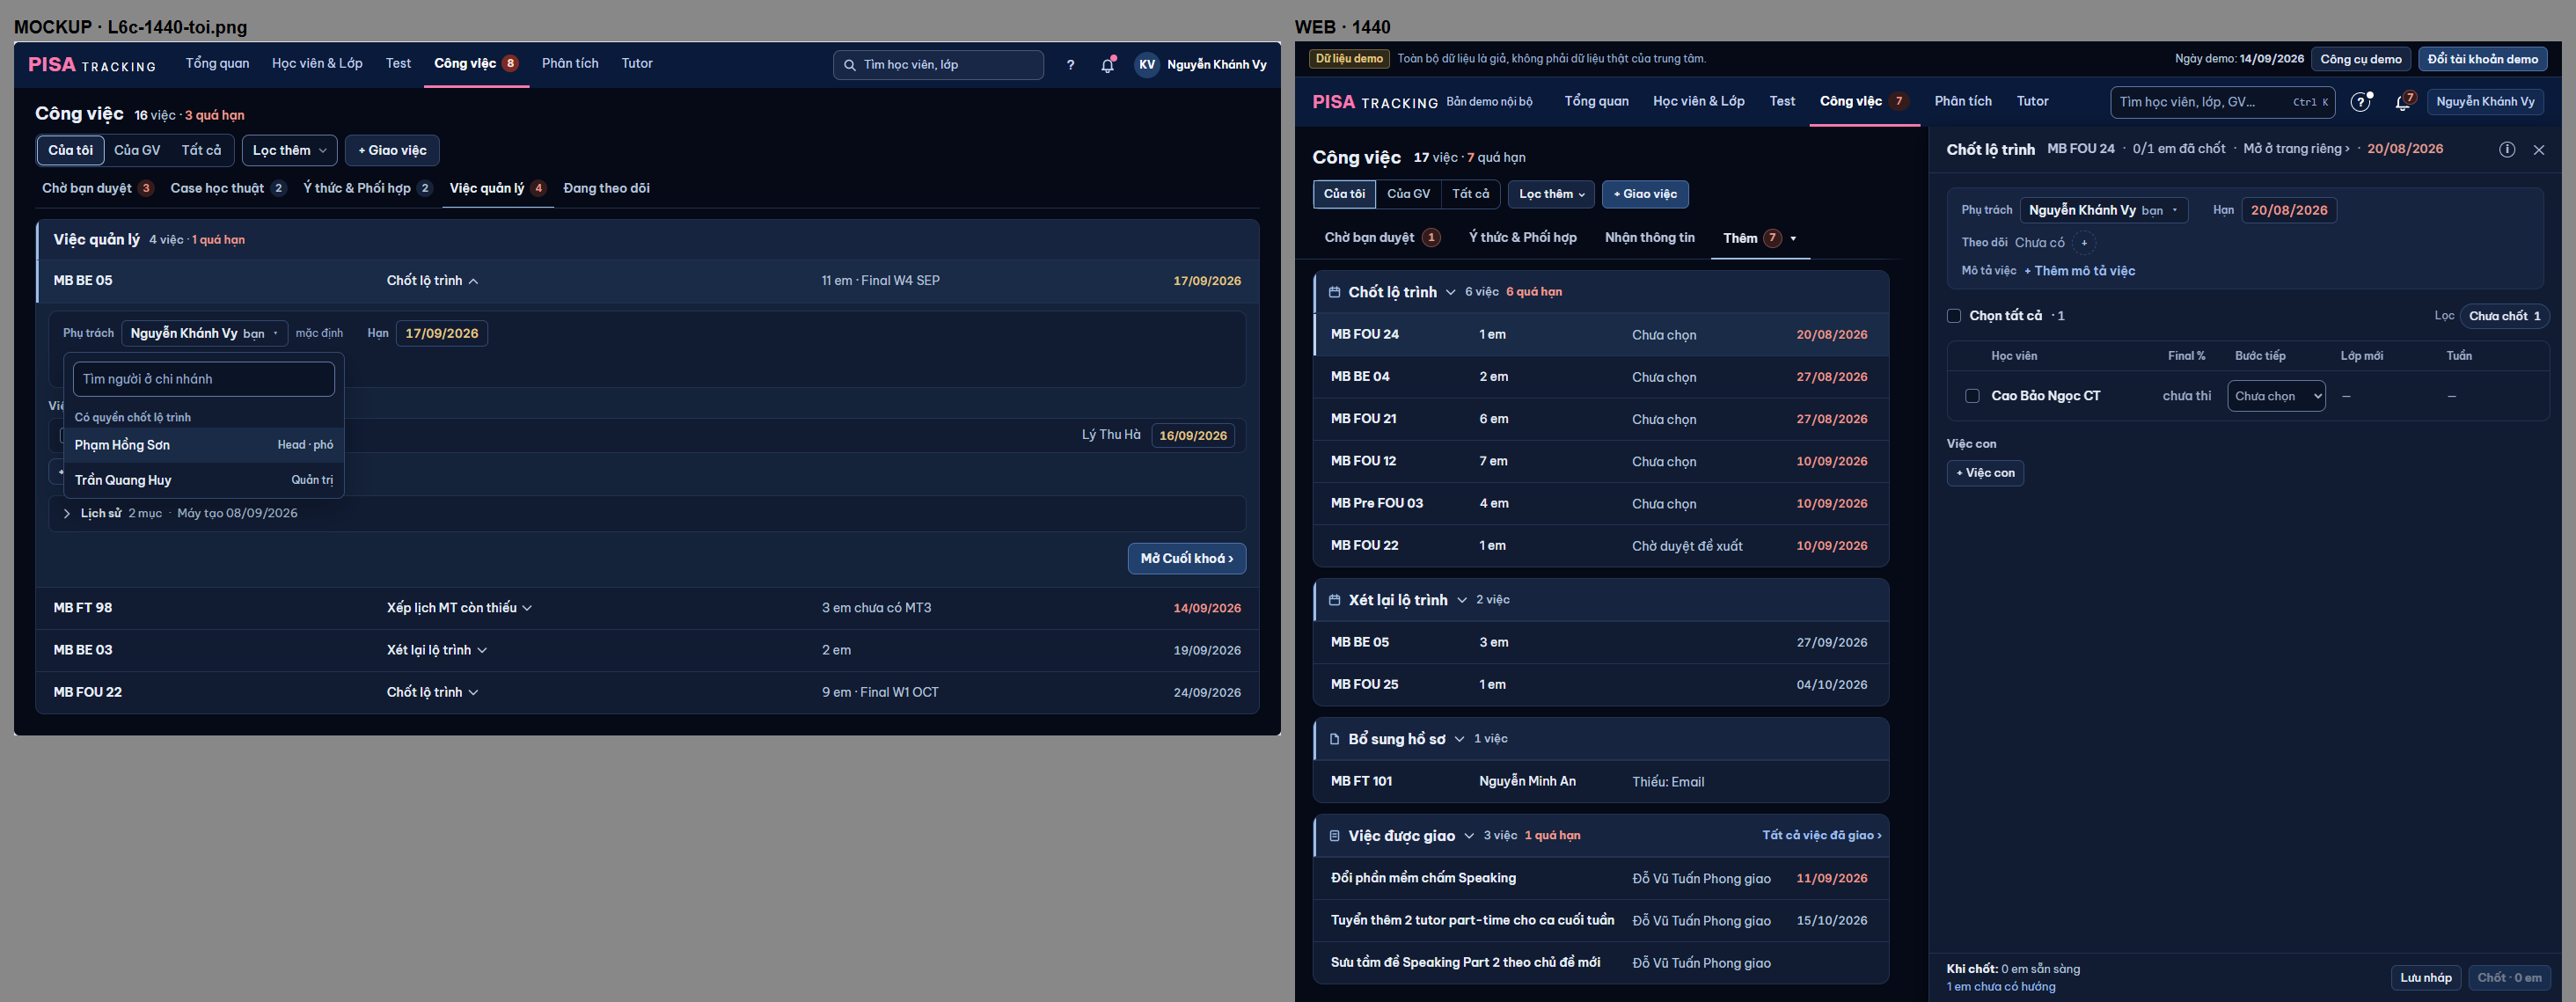 MOCKUP · L6c-1440-toi.png
PISA TRACKING Tổng quan Học viên & Lớp Test Công việc 8 Phân tích Tutor Tìm học viên, lớp ? KV Nguyễn Khánh Vy
Công việc 16 việc · 3 quá hạn
Của tôi Của GV Tất cả Lọc thêm + Giao việc
Chờ bạn duyệt 3 Case học thuật 2 Ý thức & Phối hợp 2 Việc quản lý 4 Đang theo dõi
Việc quản lý 4 việc · 1 quá hạn
MB BE 05 Chốt lộ trình 11 em · Final W4 SEP 17/09/2026
Phụ trách Nguyễn Khánh Vy bạn mặc định Hạn 17/09/2026
Tìm người ở chi nhánh
Có quyền chốt lộ trình
Phạm Hồng Sơn Head · phó
Lý Thu Hà 16/09/2026
Trần Quang Huy Quản trị
Lịch sử 2 mục · Máy tạo 08/09/2026
Mở Cuối khoá ›
MB FT 98 Xếp lịch MT còn thiếu 3 em chưa có MT3 14/09/2026
MB BE 03 Xét lại lộ trình 2 em 19/09/2026
MB FOU 22 Chốt lộ trình 9 em · Final W1 OCT 24/09/2026
WEB · 1440
Dữ liệu demo Toàn bộ dữ liệu là giả, không phải dữ liệu thật của trung tâm. Ngày demo: 14/09/2026 Công cụ demo Đổi tài khoản demo
PISA TRACKING Bản demo nội bộ Tổng quan Học viên & Lớp Test Công việc 7 Phân tích Tutor Tìm học viên, lớp, GV... Ctrl K ? 7 Nguyễn Khánh Vy
Công việc 17 việc · 7 quá hạn
Của tôi Của GV Tất cả Lọc thêm + Giao việc
Chờ bạn duyệt 1 Ý thức & Phối hợp Nhận thông tin Thêm 7
Chốt lộ trình 6 việc 6 quá hạn
MB FOU 24 1 em Chưa chọn 20/08/2026
MB BE 04 2 em Chưa chọn 27/08/2026
MB FOU 21 6 em Chưa chọn 27/08/2026
MB FOU 12 7 em Chưa chọn 10/09/2026
MB Pre FOU 03 4 em Chưa chọn 10/09/2026
MB FOU 22 1 em Chờ duyệt đề xuất 10/09/2026
Xét lại lộ trình 2 việc
MB BE 05 3 em 27/09/2026
MB FOU 25 1 em 04/10/2026
Bổ sung hồ sơ 1 việc
MB FT 101 Nguyễn Minh An Thiếu: Email
Việc được giao 3 việc 1 quá hạn Tất cả việc đã giao ›
Đổi phần mềm chấm Speaking Đỗ Vũ Tuấn Phong giao 11/09/2026
Tuyển thêm 2 tutor part-time cho ca cuối tuần Đỗ Vũ Tuấn Phong giao 15/10/2026
Sưu tầm đề Speaking Part 2 theo chủ đề mới Đỗ Vũ Tuấn Phong giao
Chốt lộ trình MB FOU 24 · 0/1 em đã chốt · Mở ở trang riêng › · 20/08/2026
Phụ trách Nguyễn Khánh Vy bạn Hạn 20/08/2026
Theo dõi Chưa có +
Mô tả việc + Thêm mô tả việc
Chọn tất cả · 1 Lọc Chưa chốt 1
Học viên Final % Bước tiếp Lớp mới Tuần
Cao Bảo Ngọc CT chưa thi Chưa chọn — —
Việc con
+ Việc con
Khi chốt: 0 em sẵn sàng
1 em chưa có hướng
Lưu nháp Chốt · 0 em